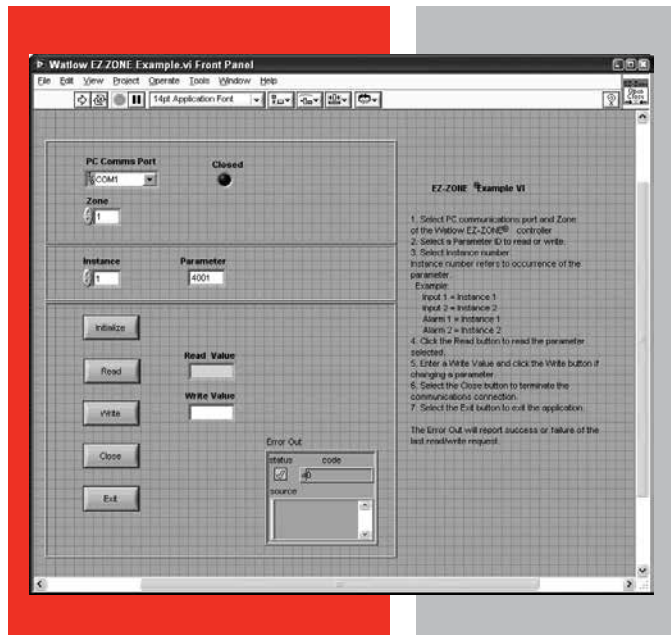 Watlow EZ-ZONE Example.vi Front Panel
File Edit View Project Operate Tools Window Help
14pt Application Font
PC Comms Port
Closed
COM1
Zone
1
Instance
Parameter
1
4001
Initialize
Read
Read Value
Write
Write Value
Close
Exit
Error Out
status code
source
EZ-ZONE ® Example VI
1. Select PC communications port and Zone
of the Watlow EZ-ZONE® controller
2. Select a Parameter ID to read or write.
3. Select Instance number.
Instance number refers to occurrence of the
parameter.
Example:
Input 1 = Instance 1
Input 2 = Instance 2
Alarm 1 = Instance 1
Alarm 2 = Instance 2
4. Click the Read button to read the parameter
selected.
5. Enter a Write Value and click the Write button if
changing a parameter.
6. Select the Close button to terminate the
communications connection.
7. Select the Exit button to exit the application.
The Error Out will report success or failure of the
last read/write request.